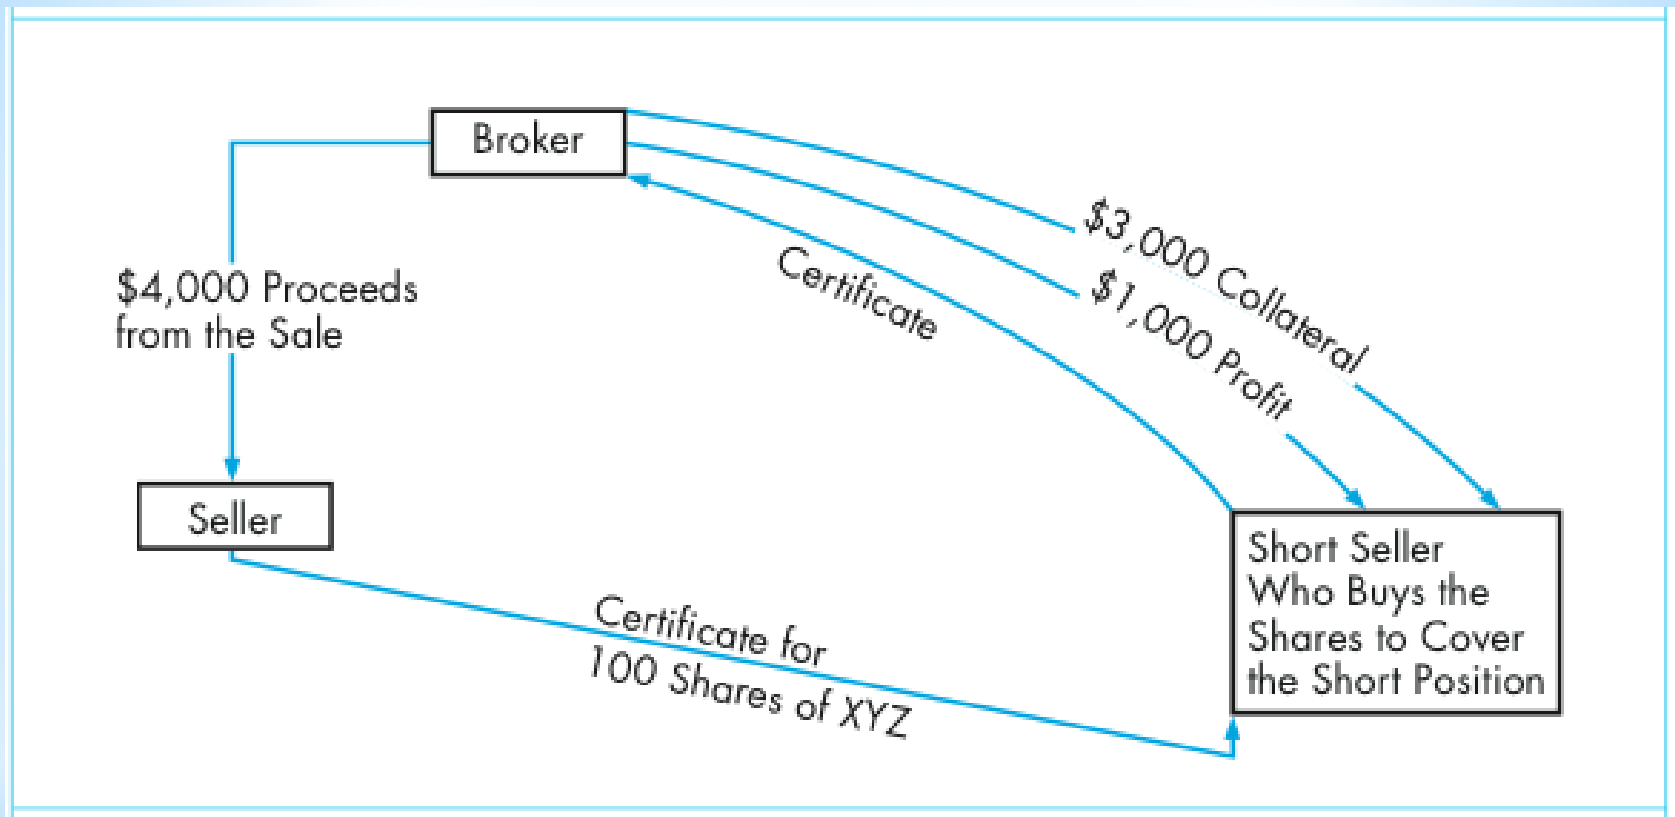 Broker
$3,000 Collateral
$1,000 Profit
Certificate
$4,000 Proceeds
from the Sale
Seller
Short Seller
Who Buys the
Shares to Cover
the Short Position
Certificate for
100 Shares of XYZ